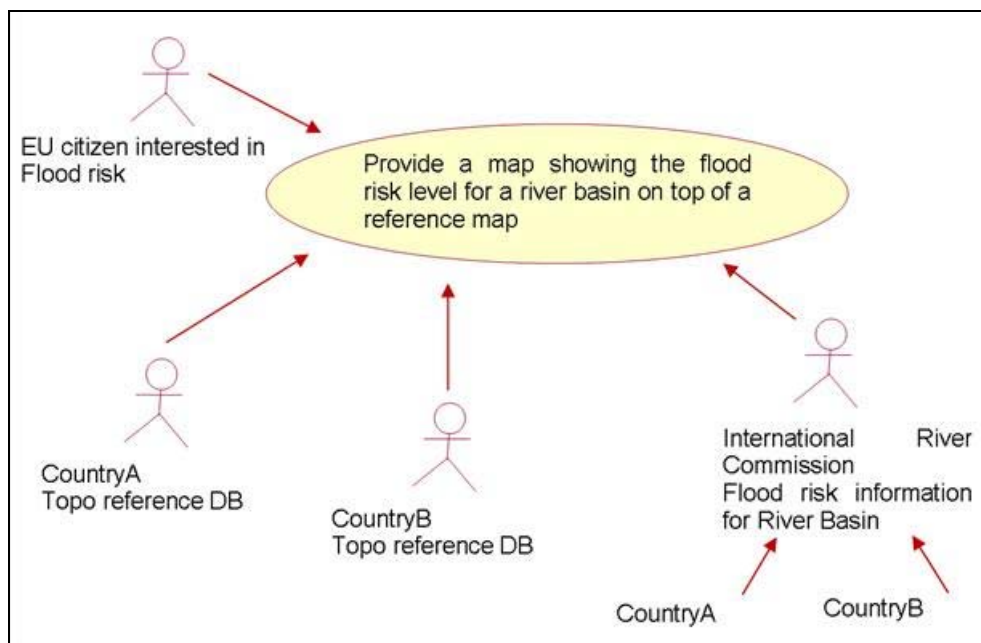 EU citizen interested in
Flood risk
Provide a map showing the flood
risk level for a river basin on top of a
reference map
CountryA
Topo reference DB
CountryB
Topo reference DB
International River
Commission
Flood risk information
for River Basin
CountryA
CountryB